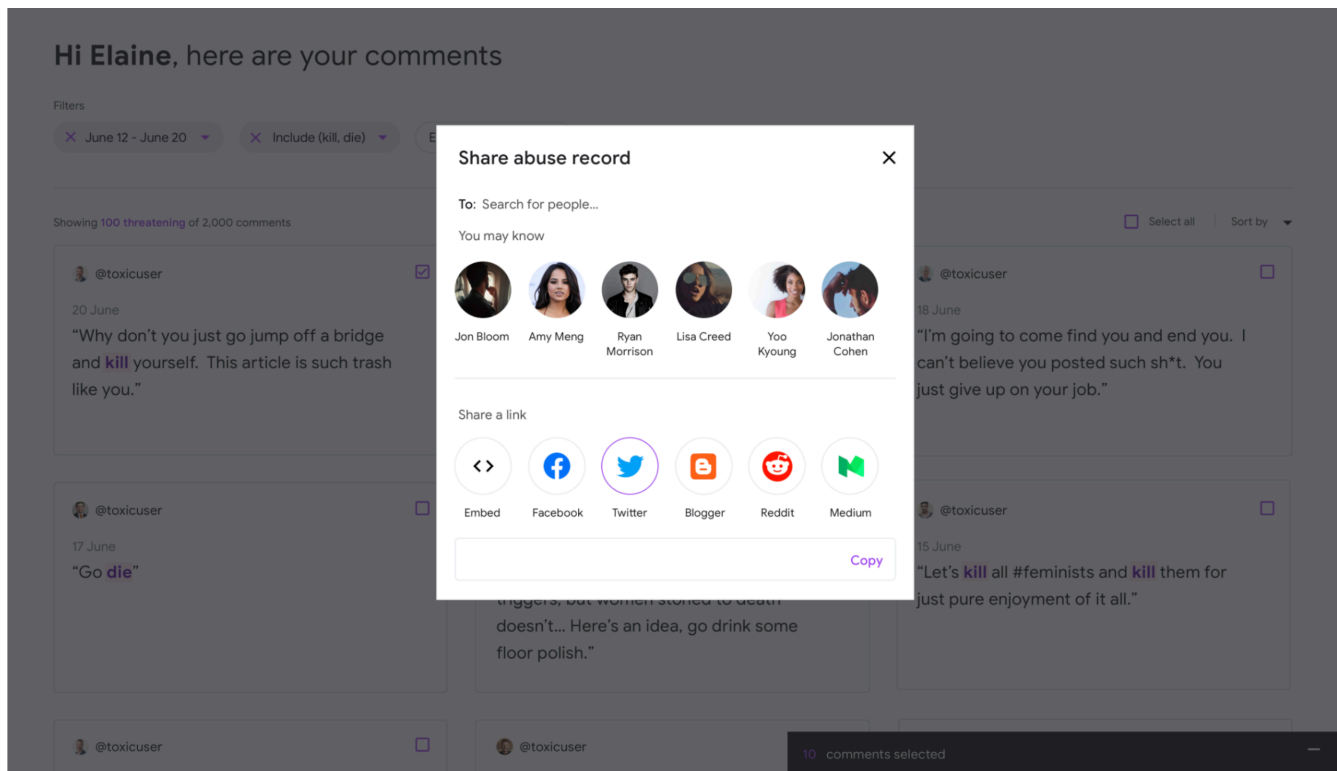 Hi Elaine, here are your comments
Filters
June 12 - June 20
Include (kill, die)
E
Showing 100 threatening of 2,000 comments
Select all
Sort by
@toxicuser
20 June
“Why don’t you just go jump off a bridge
and kill yourself. This article is such trash
like you.”
@toxicuser
18 June
“I’m going to come find you and end you. I
can’t believe you posted such sh*t. You
just give up on your job.”
Share abuse record
To: Search for people...
You may know
Jon Bloom
Amy Meng
Ryan
Morrison
Lisa Creed
Yoo
Kyoung
Jonathan
Cohen
Share a link
Embed
Facebook
Twitter
Blogger
Reddit
Medium
Copy
@toxicuser
17 June
“Go die”
triggers, but women stoned to death
doesn’t... Here’s an idea, go drink some
floor polish.”
@toxicuser
15 June
“Let’s kill all #feminists and kill them for
just pure enjoyment of it all.”
@toxicuser
@toxicuser
10 comments selected